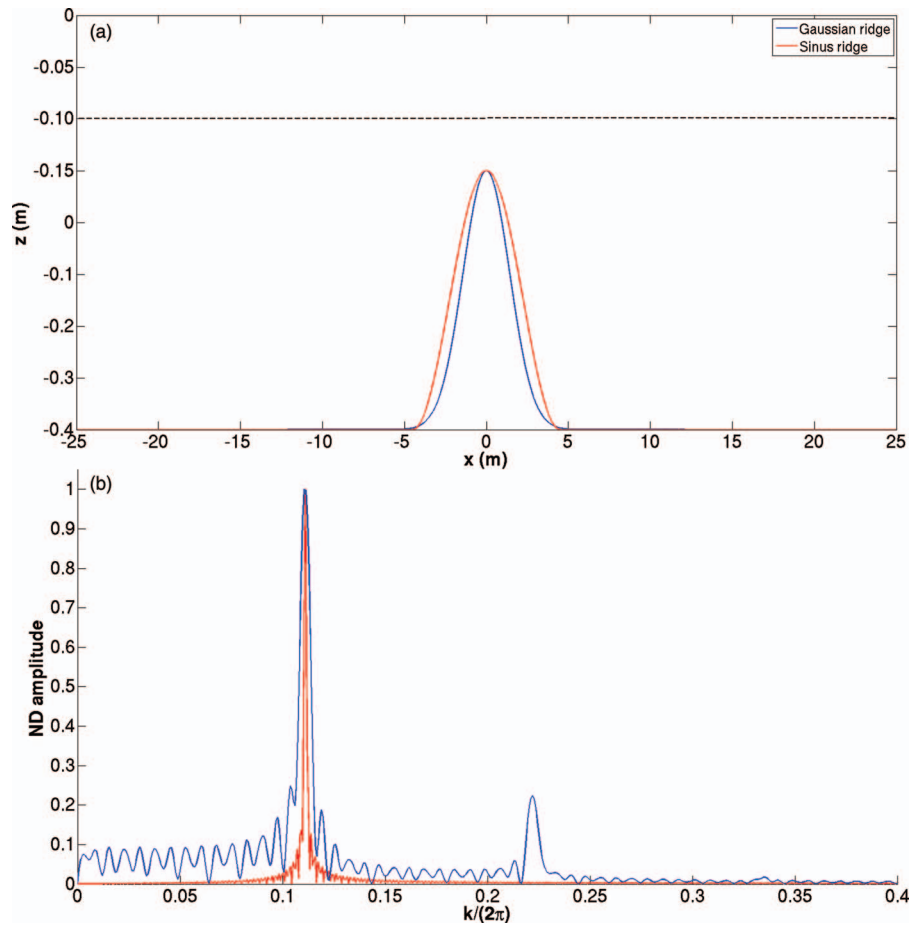 (a)
Gaussian ridge
Sinus ridge
0
-0.05
-0.10
-0.15
0
-0.1
-0.2
-0.3
-0.4
z (m)
-25 -20 -15 -10 -5 0 5 10 15 20 25
x (m)
(b)
1
0.9
0.8
0.7
0.6
0.5
0.4
0.3
0.2
0.1
0
ND amplitude
0 0.05 0.1 0.15 0.2 0.25 0.3 0.35 0.4
k/(2π)